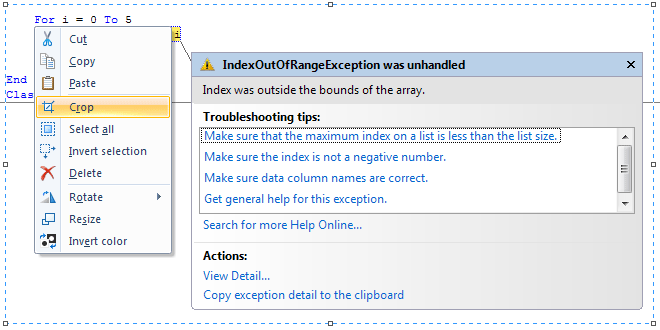 For i = 0 To 5
i
End
Clas
Cut
Copy
Paste
Crop
Select all
Invert selection
Delete
Rotate
Resize
Invert color
IndexOutOfRangeException was unhandled
Index was outside the bounds of the array.
Troubleshooting tips:
Make sure that the maximum index on a list is less than the list size.
Make sure the index is not a negative number.
Make sure data column names are correct.
Get general help for this exception.
Search for more Help Online...
Actions:
View Detail...
Copy exception detail to the clipboard